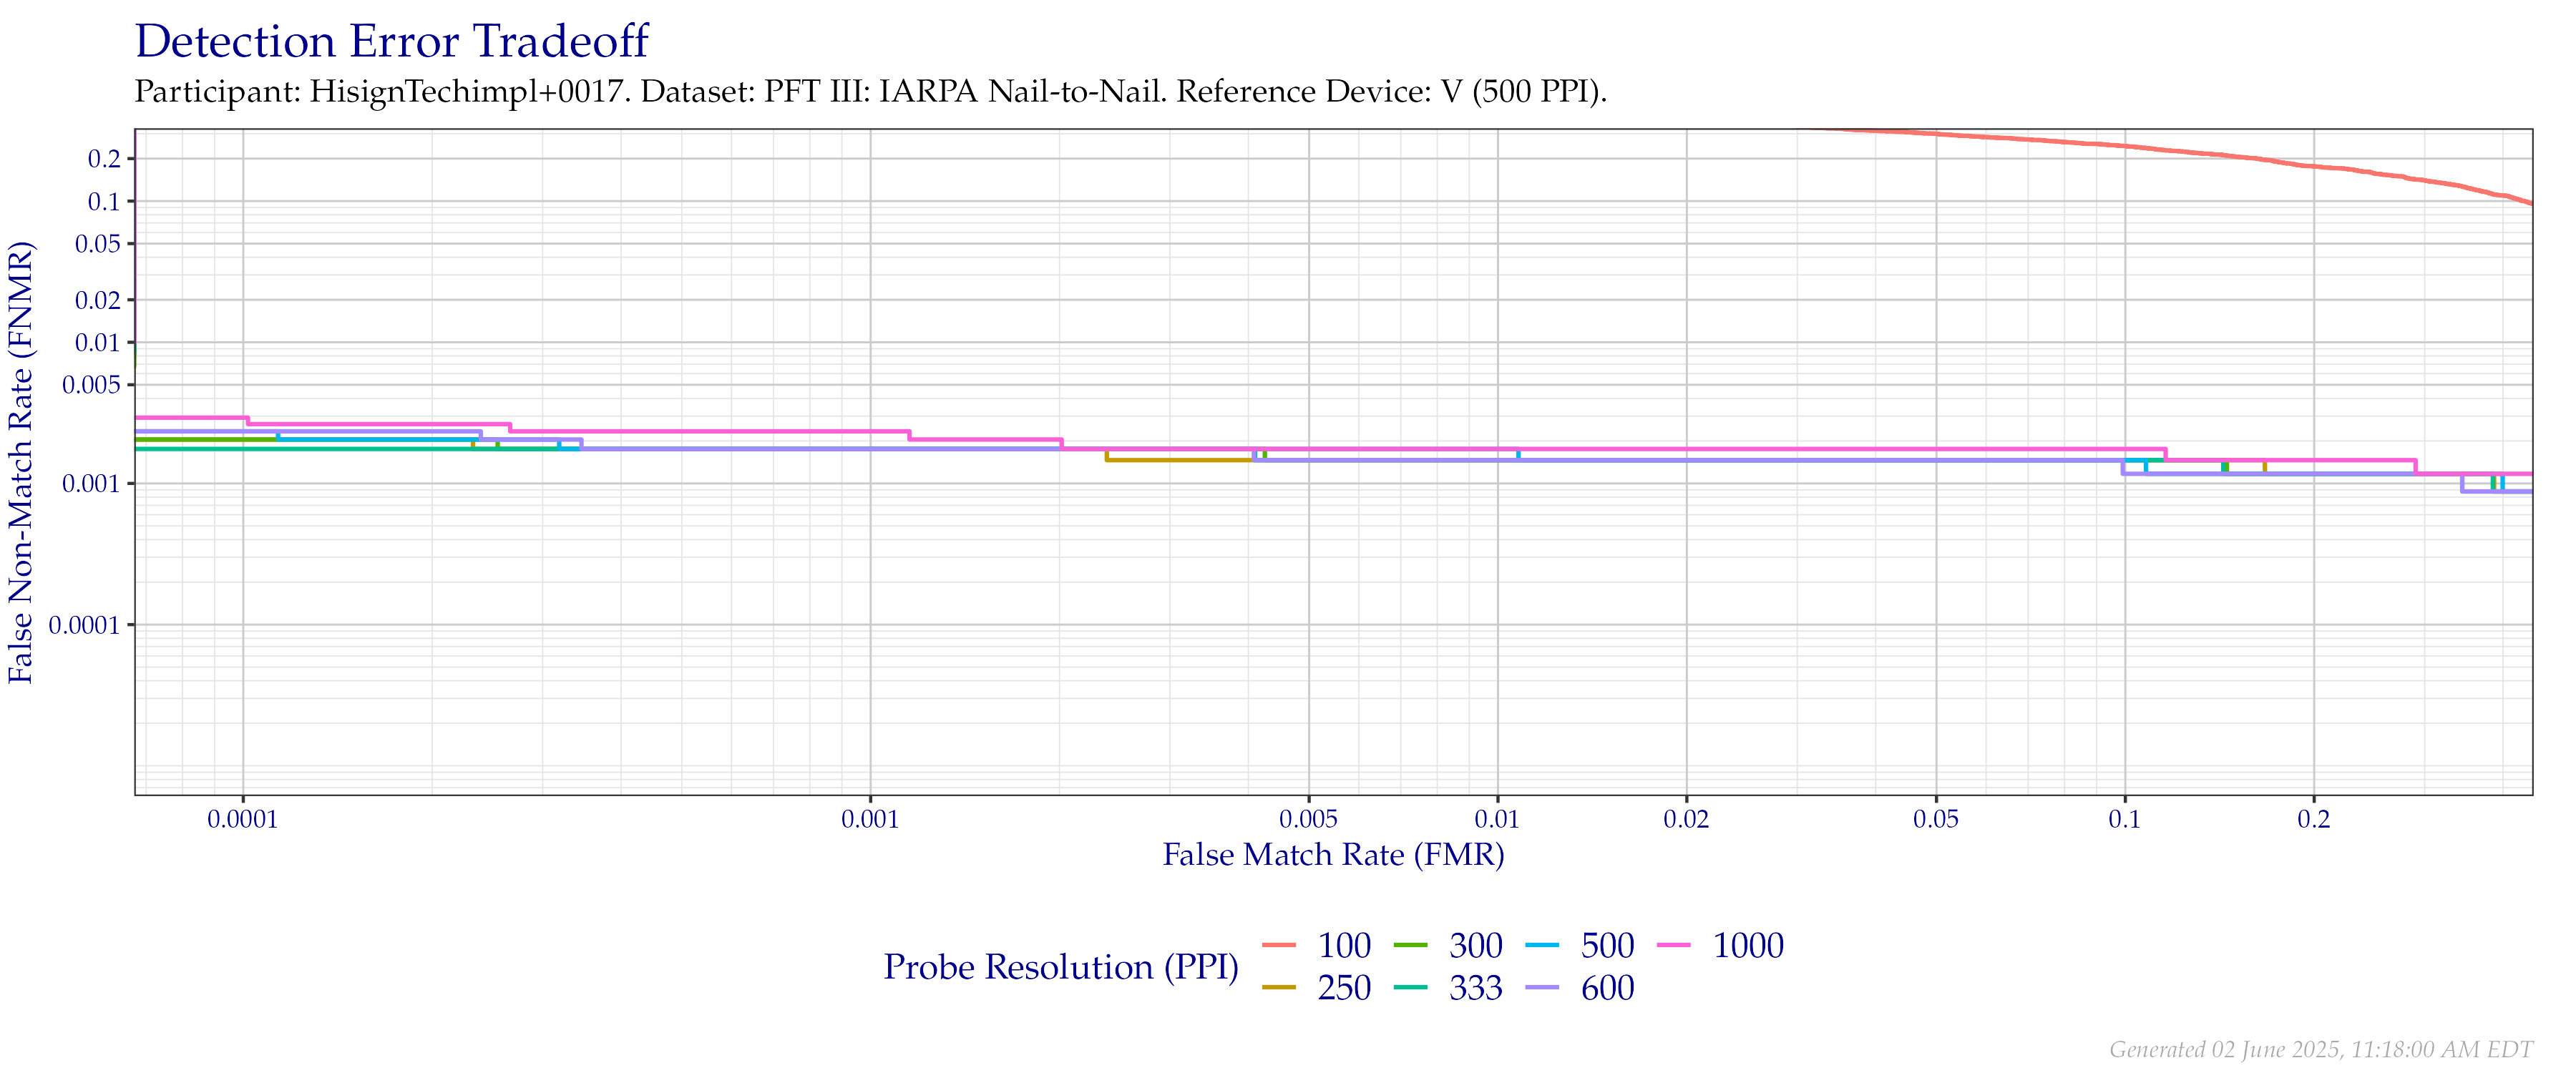 Detection Error Tradeoff
Participant: HisignTechimpl+0017. Dataset: PFT III: IARPA Nail-to-Nail. Reference Device: V (500 PPI).
False Non-Match Rate (FNMR)
0.2
0.1
0.05
0.02
0.01
0.005
0.001
0.0001
0.0001 0.001 0.005 0.01 0.02 0.05 0.1 0.2
False Match Rate (FMR)
Probe Resolution (PPI)
100 300 500 1000
250 333 600
Generated 02 June 2025, 11:18:00 AM EDT